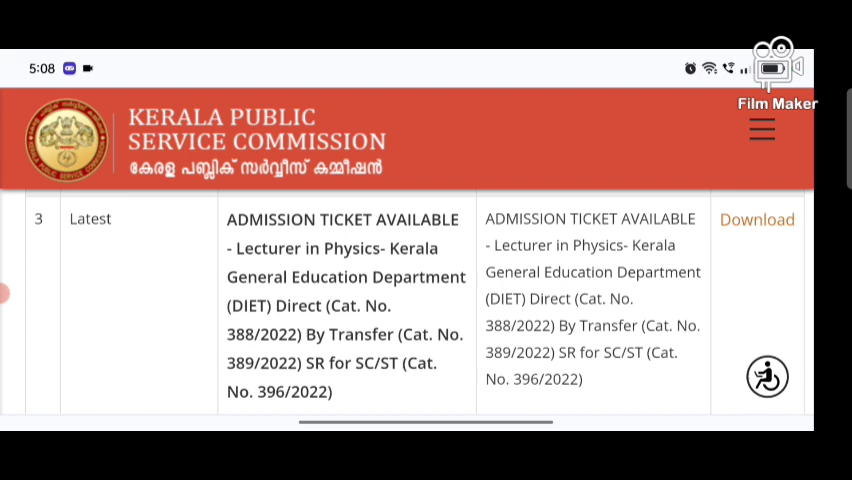 5:08
Film Maker
KERALA PUBLIC
SERVICE COMMISSION
കേരള പബ്ലിക് സർവ്വീസ് കമ്മീഷൻ
3
Latest
ADMISSION TICKET AVAILABLE
- Lecturer in Physics- Kerala
General Education Department
(DIET) Direct (Cat. No.
388/2022) By Transfer (Cat. No.
389/2022) SR for SC/ST (Cat.
No. 396/2022)
ADMISSION TICKET AVAILABLE
- Lecturer in Physics- Kerala
General Education Department
(DIET) Direct (Cat. No.
388/2022) By Transfer (Cat. No.
389/2022) SR for SC/ST (Cat.
No. 396/2022)
Download